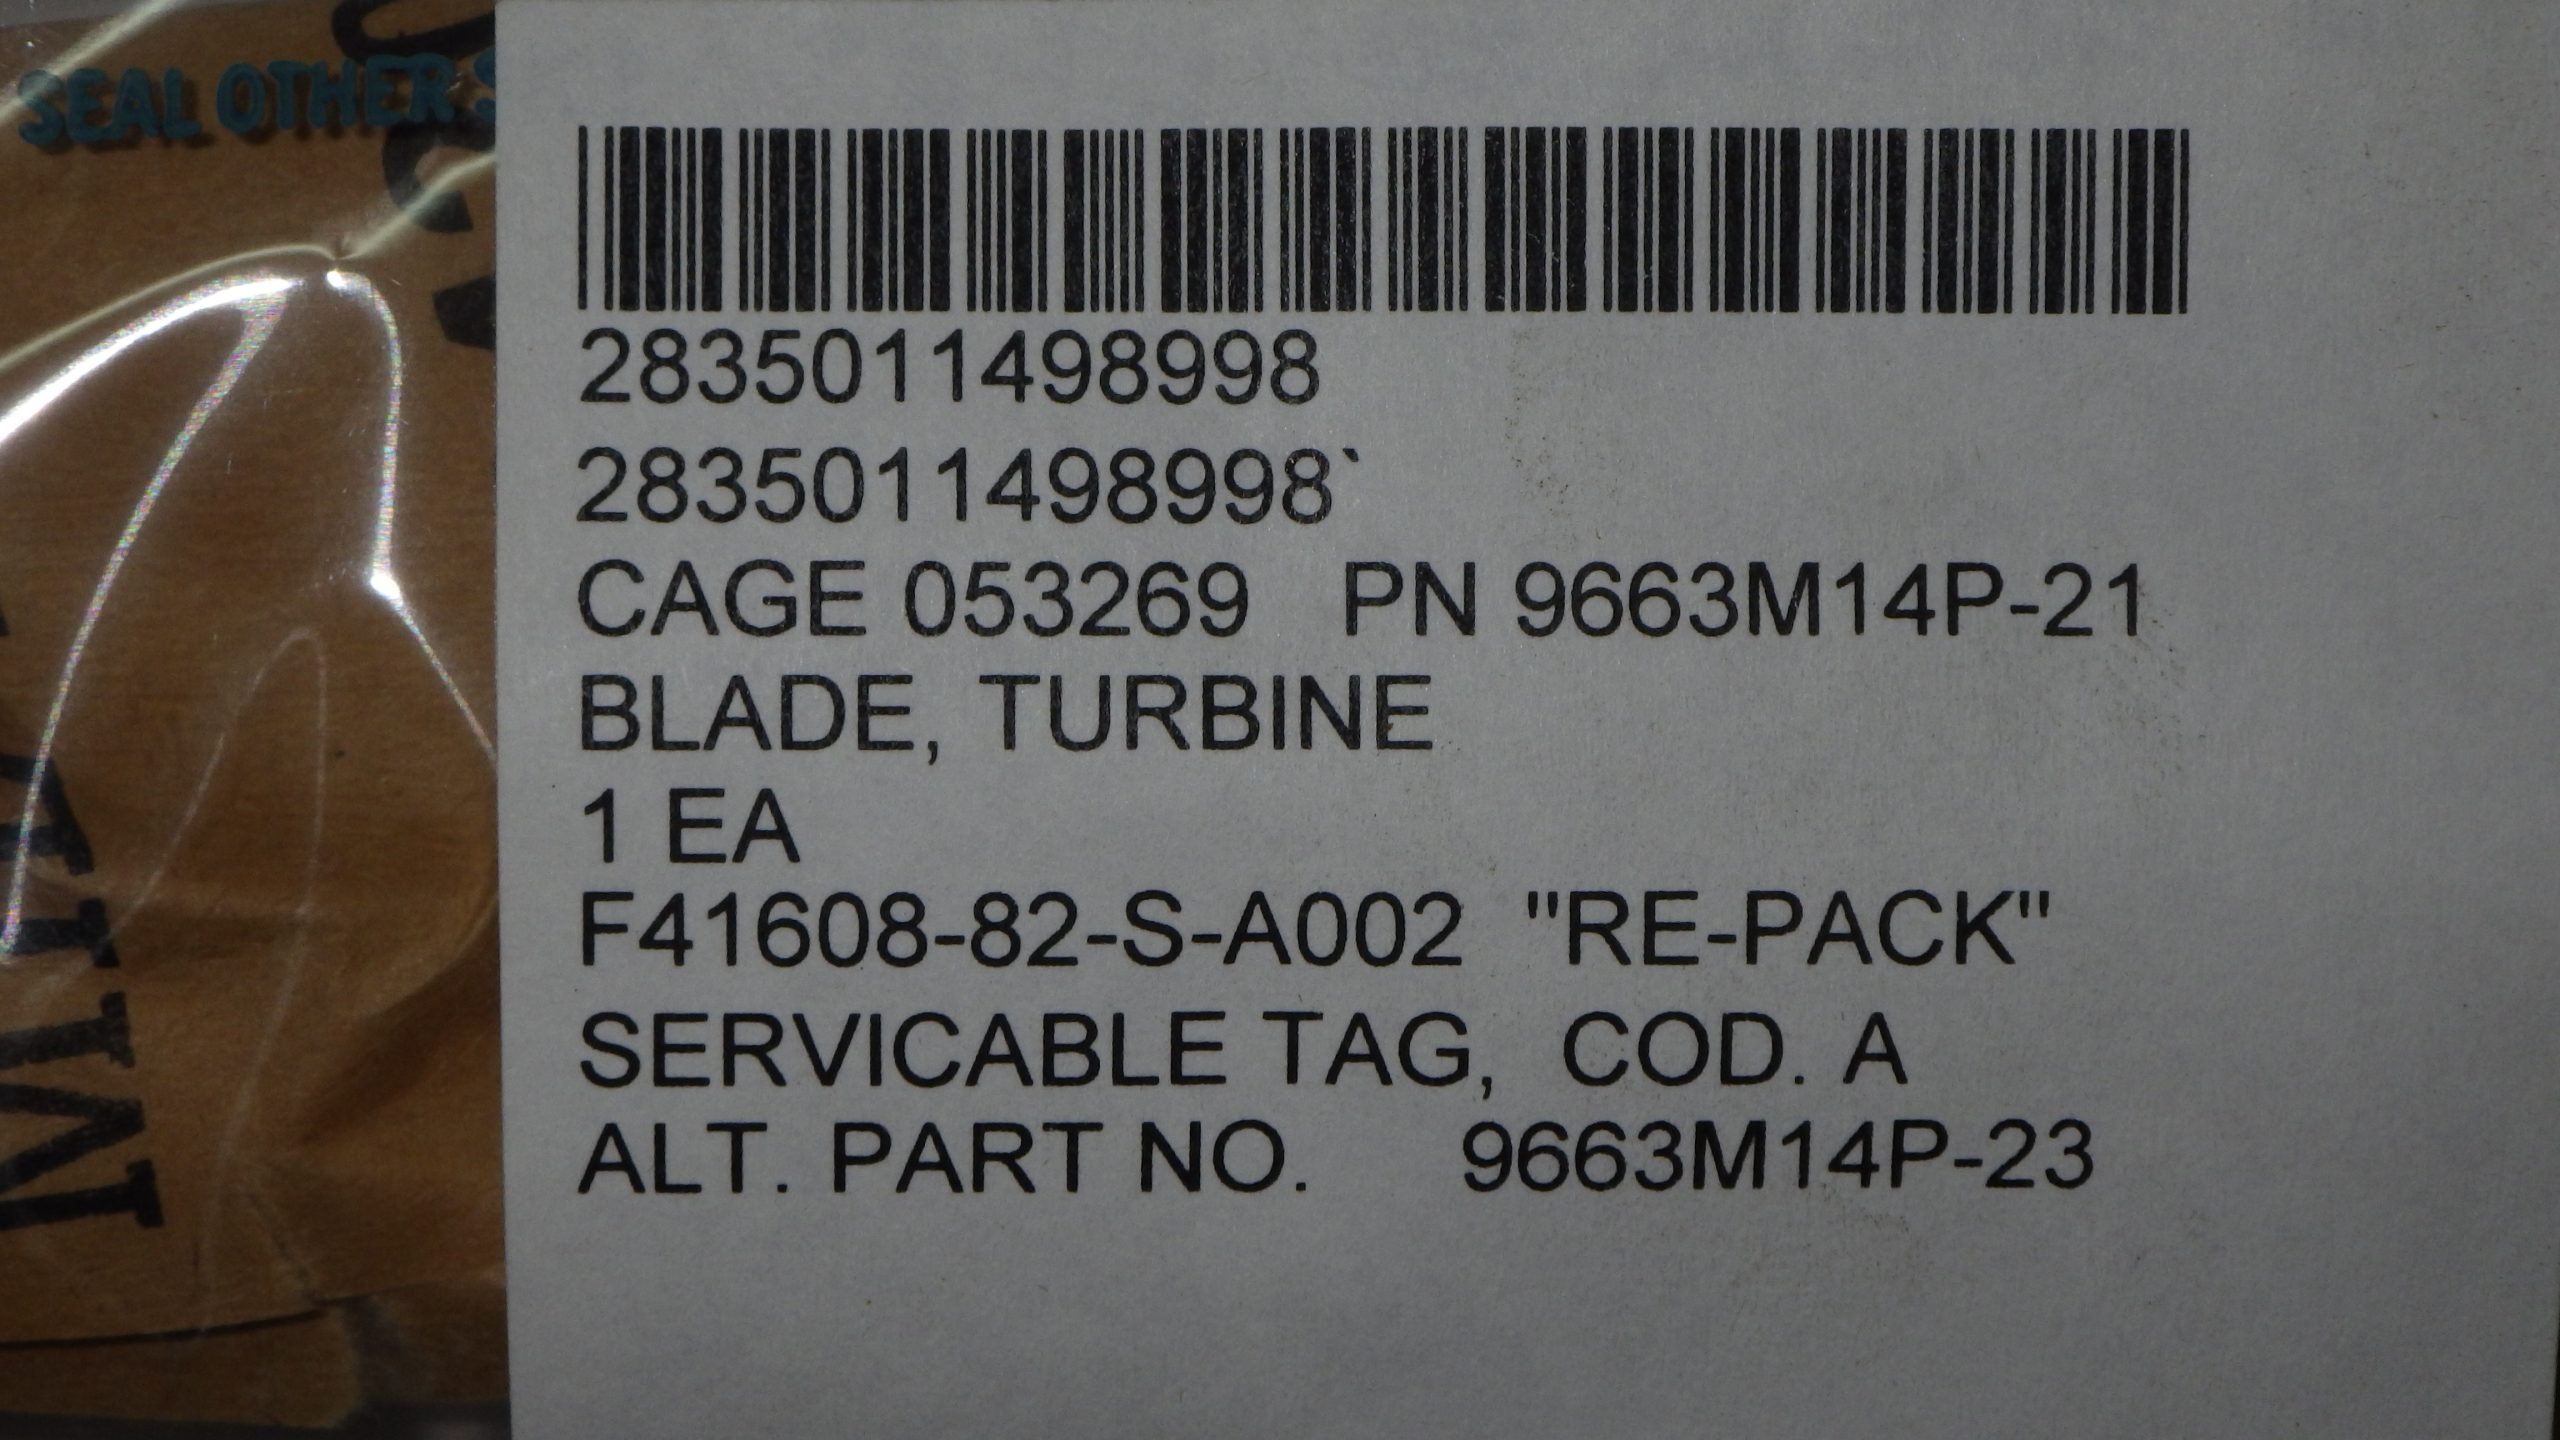 SEAL OTHER S
2835011498998
2835011498998`
CAGE 053269 PN 9663M14P-21
BLADE, TURBINE
1 EA
F41608-82-S-A002 "RE-PACK"
SERVICABLE TAG, COD. A
ALT. PART NO. 9663M14P-23